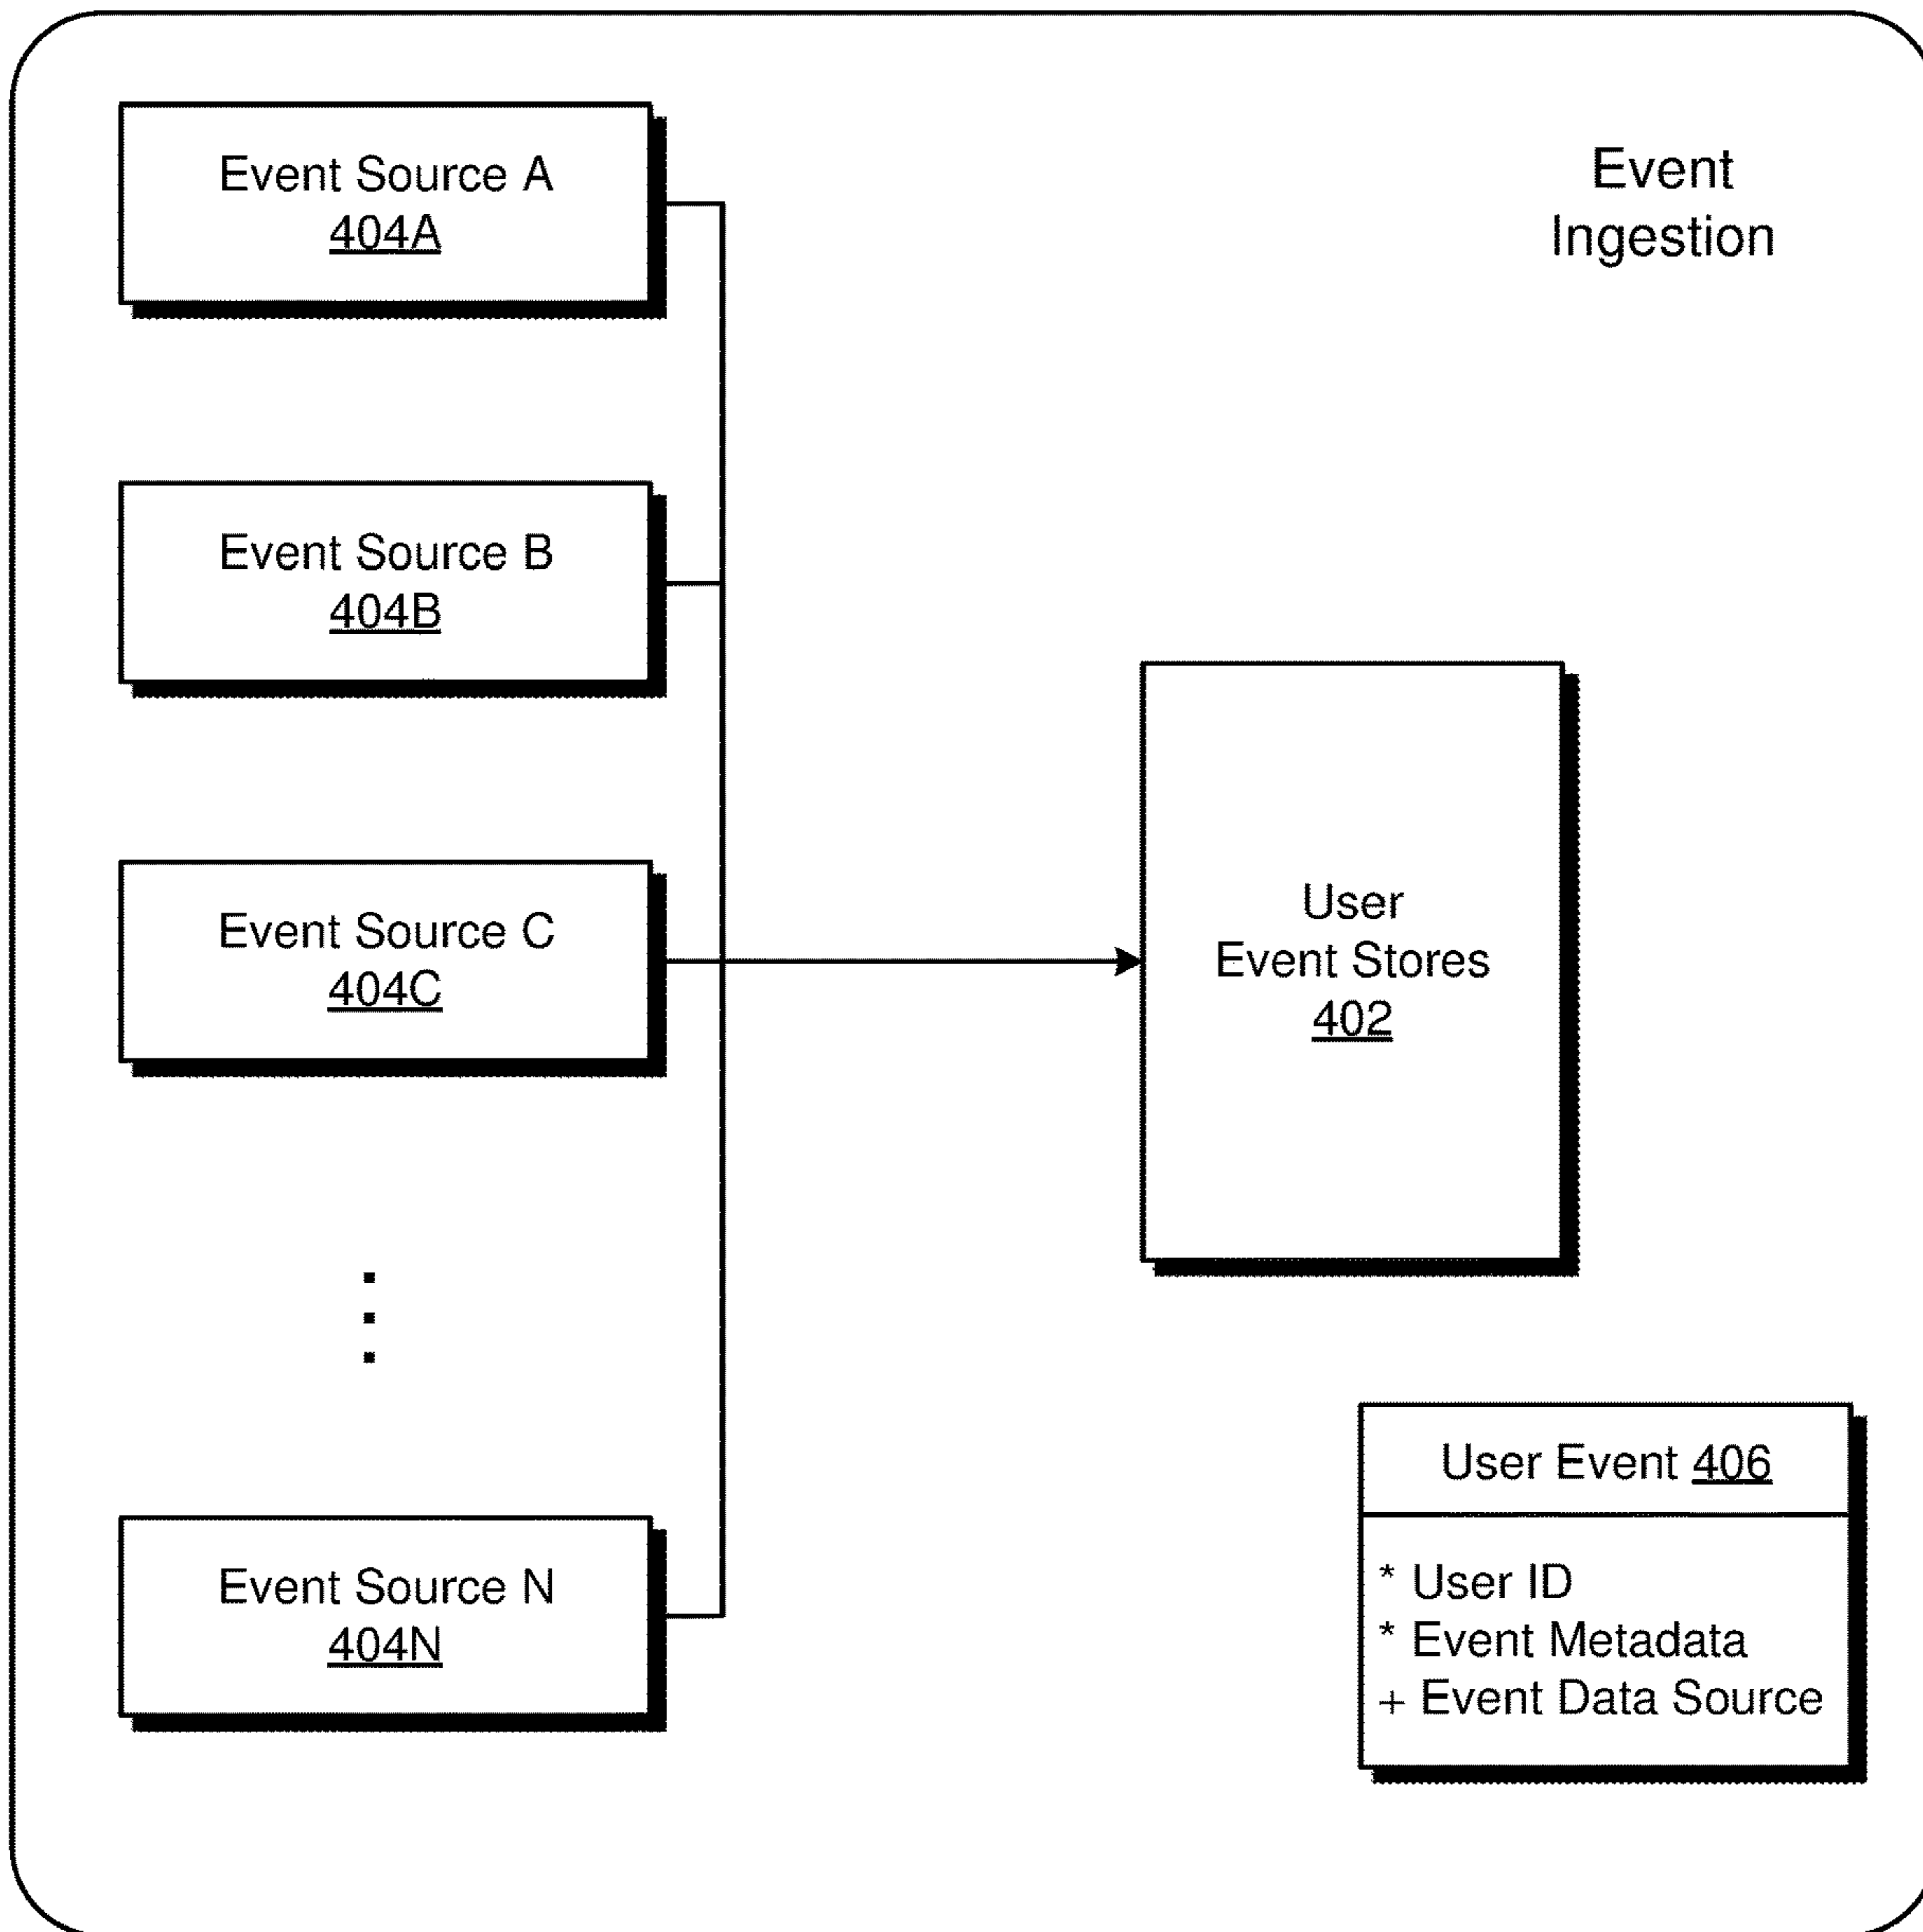 Event Source A
404A
Event
Ingestion
Event Source B
404B
Event Source C
404C
User
Event Stores
402
Event Source N
404N
User Event 406
* User ID
* Event Metadata
+ Event Data Source